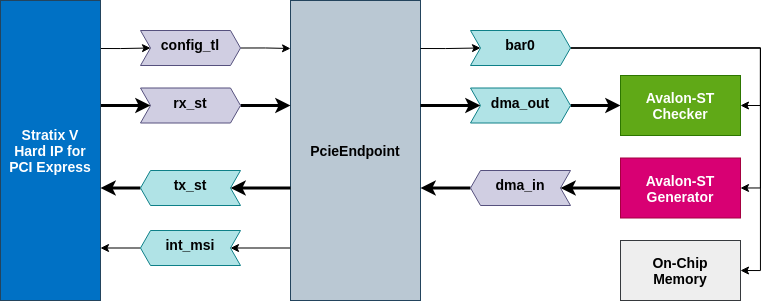 Stratix V
Hard IP for
PCI Express
config_tl
rx_st
tx_st
int_msi
PcieEndpoint
bar0
dma_out
dma_in
Avalon-ST
Checker
Avalon-ST
Generator
On-Chip
Memory